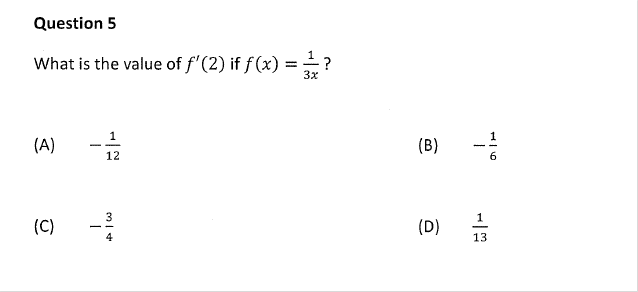 Question 5
What is the value of f′(2) if f(x) = 1/(3x) ?
(A) −1/12 (B) −1/6
(C) −3/4 (D) 1/13